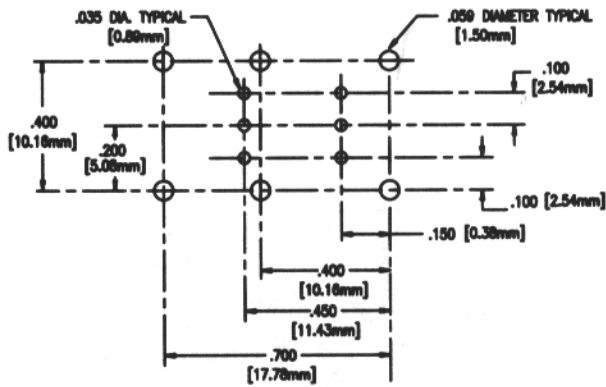 .035 DIA. TYPICAL
[0.89mm]
.059 DIAMETER TYPICAL
[1.50mm]
.100
[2.54mm]
.400
[10.16mm]
.200
[5.08mm]
.100 [2.54mm]
.150 [0.38mm]
.400
[10.16mm]
.450
[11.43mm]
.700
[17.78mm]